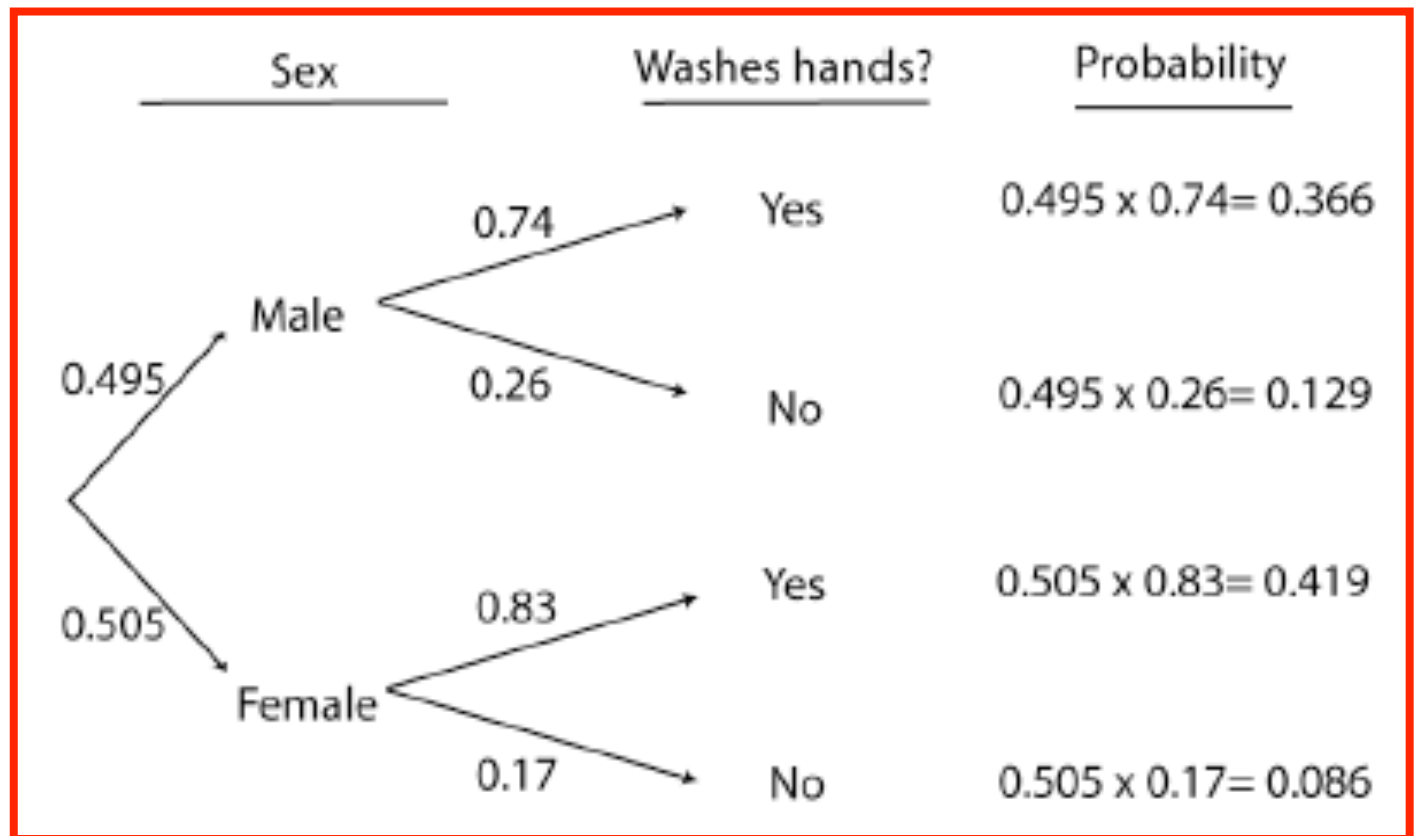 Sex Washes hands? Probability
0.74 Yes 0.495 x 0.74= 0.366
Male
0.495 0.26 No 0.495 x 0.26= 0.129
0.83 Yes 0.505 x 0.83= 0.419
0.505
Female
0.17 No 0.505 x 0.17= 0.086